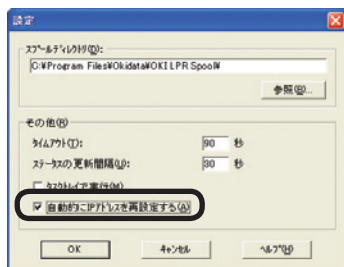 設定
ｽﾌﾟｰﾙﾃﾞｨﾚｸﾄﾘ(D):
C:¥Program Files¥Okidata¥OKI LPR Spool¥
参照(B)...
その他(R)
ﾀｲﾑｱｳﾄ(T): 90 秒
ｽﾃｰﾀｽの更新間隔(U): 30 秒
ﾀｽｸﾄﾚｲで実行(M)
自動的にIPｱﾄﾞﾚｽを再設定する(A)
OK ｷｬﾝｾﾙ ﾍﾙﾌﾟ(H)